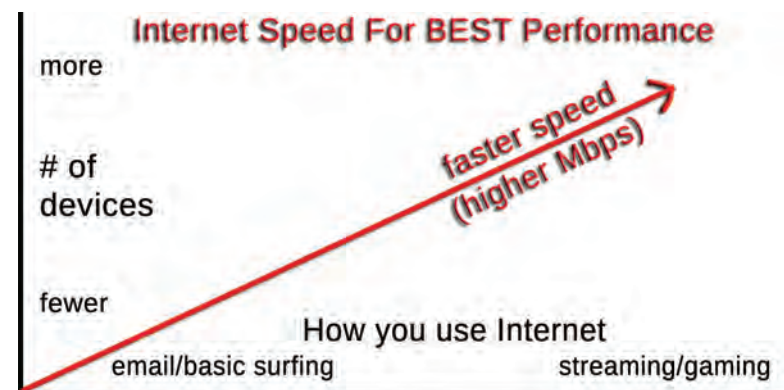 Internet Speed For BEST Performance
more
# of
devices
faster speed
(higher Mbps)
fewer
How you use Internet
email/basic surfing
streaming/gaming